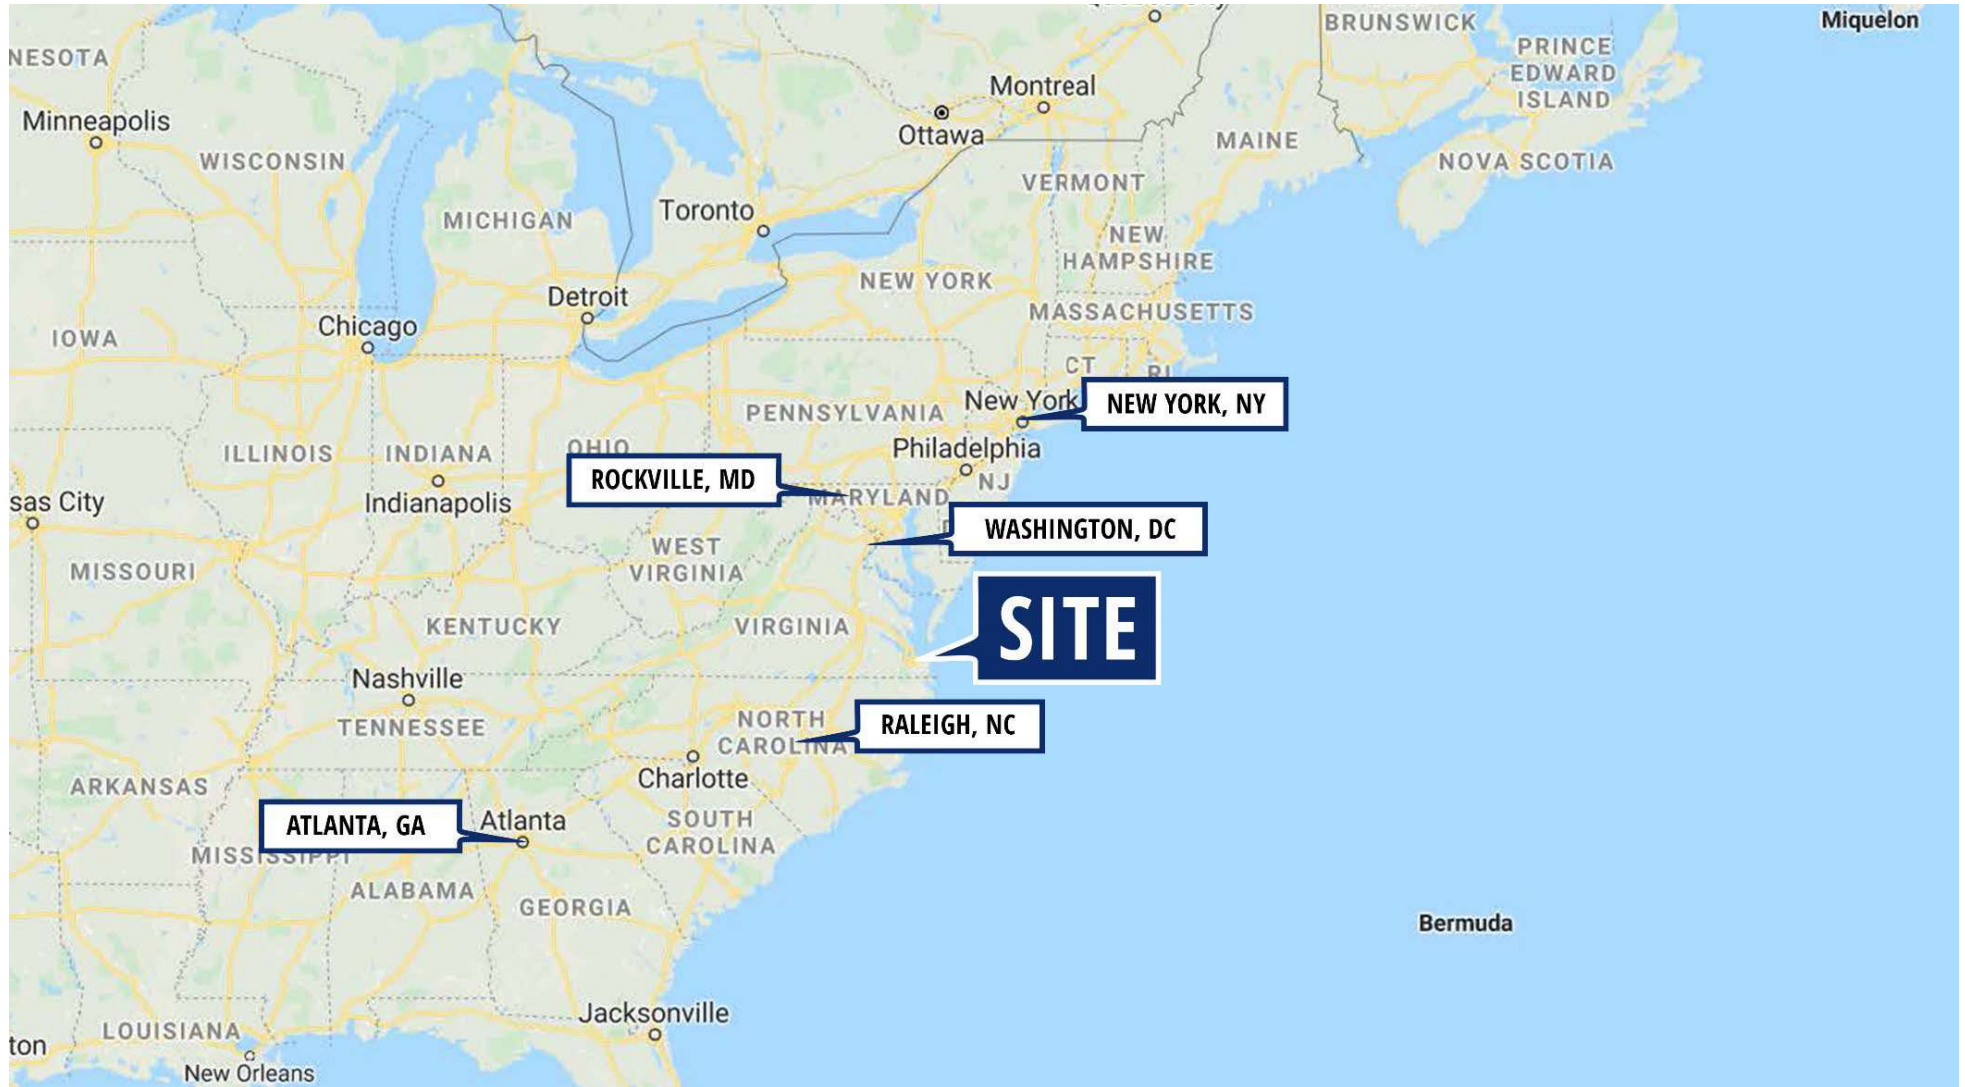 Miquelon
BRUNSWICK
PRINCE
EDWARD
ISLAND
NESOTA
Montreal
Minneapolis
Ottawa
MAINE
WISCONSIN
NOVA SCOTIA
VERMONT
MICHIGAN
Toronto
NEW
HAMPSHIRE
NEW YORK
Detroit
MASSACHUSETTS
Chicago
IOWA
CT
RI
New York
NEW YORK, NY
PENNSYLVANIA
Philadelphia
ILLINOIS
INDIANA
OHIO
ROCKVILLE, MD
NJ
MARYLAND
Indianapolis
sas City
WASHINGTON, DC
WEST
VIRGINIA
MISSOURI
SITE
KENTUCKY
VIRGINIA
Nashville
TENNESSEE
NORTH
CAROLINA
RALEIGH, NC
Charlotte
ARKANSAS
ATLANTA, GA
Atlanta
SOUTH
CAROLINA
MISSISSIPPI
ALABAMA
GEORGIA
Bermuda
Jacksonville
LOUISIANA
ton
New Orleans